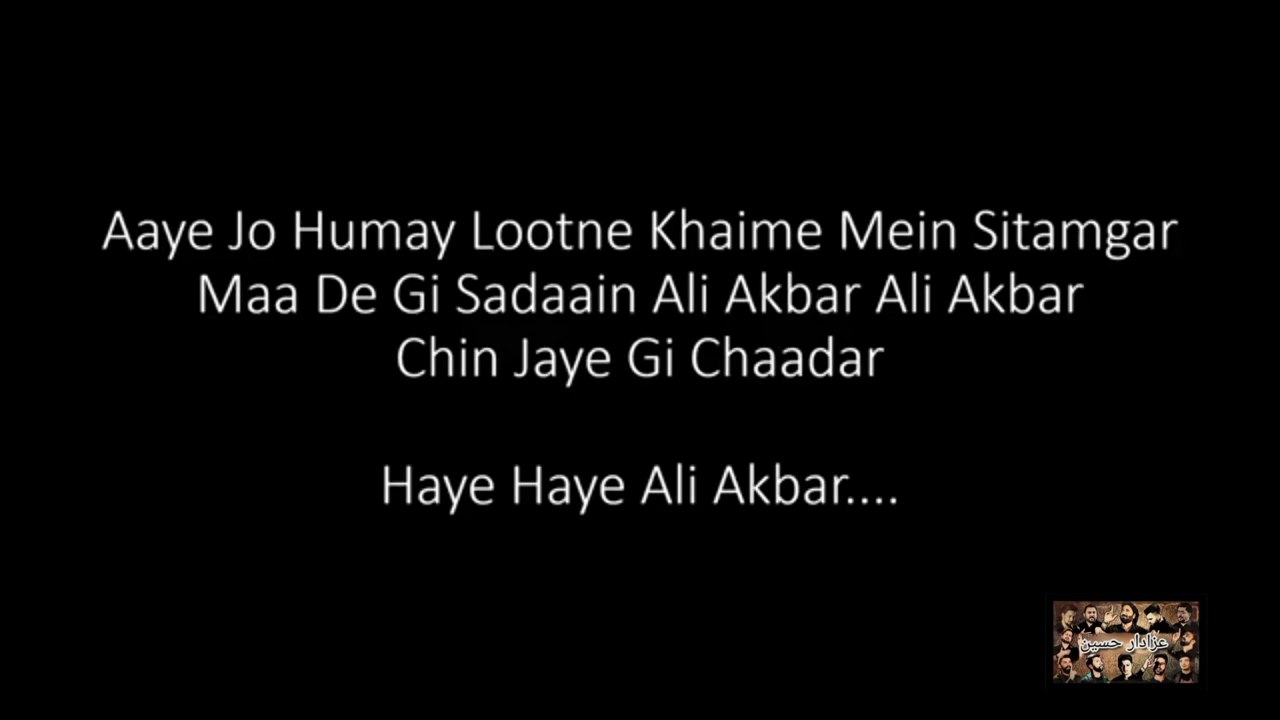 Aaye Jo Humay Lootne Khaime Mein Sitamgar
Maa De Gi Sadaain Ali Akbar Ali Akbar
Chin Jaye Gi Chaadar
Haye Haye Ali Akbar....
عزادار حسین